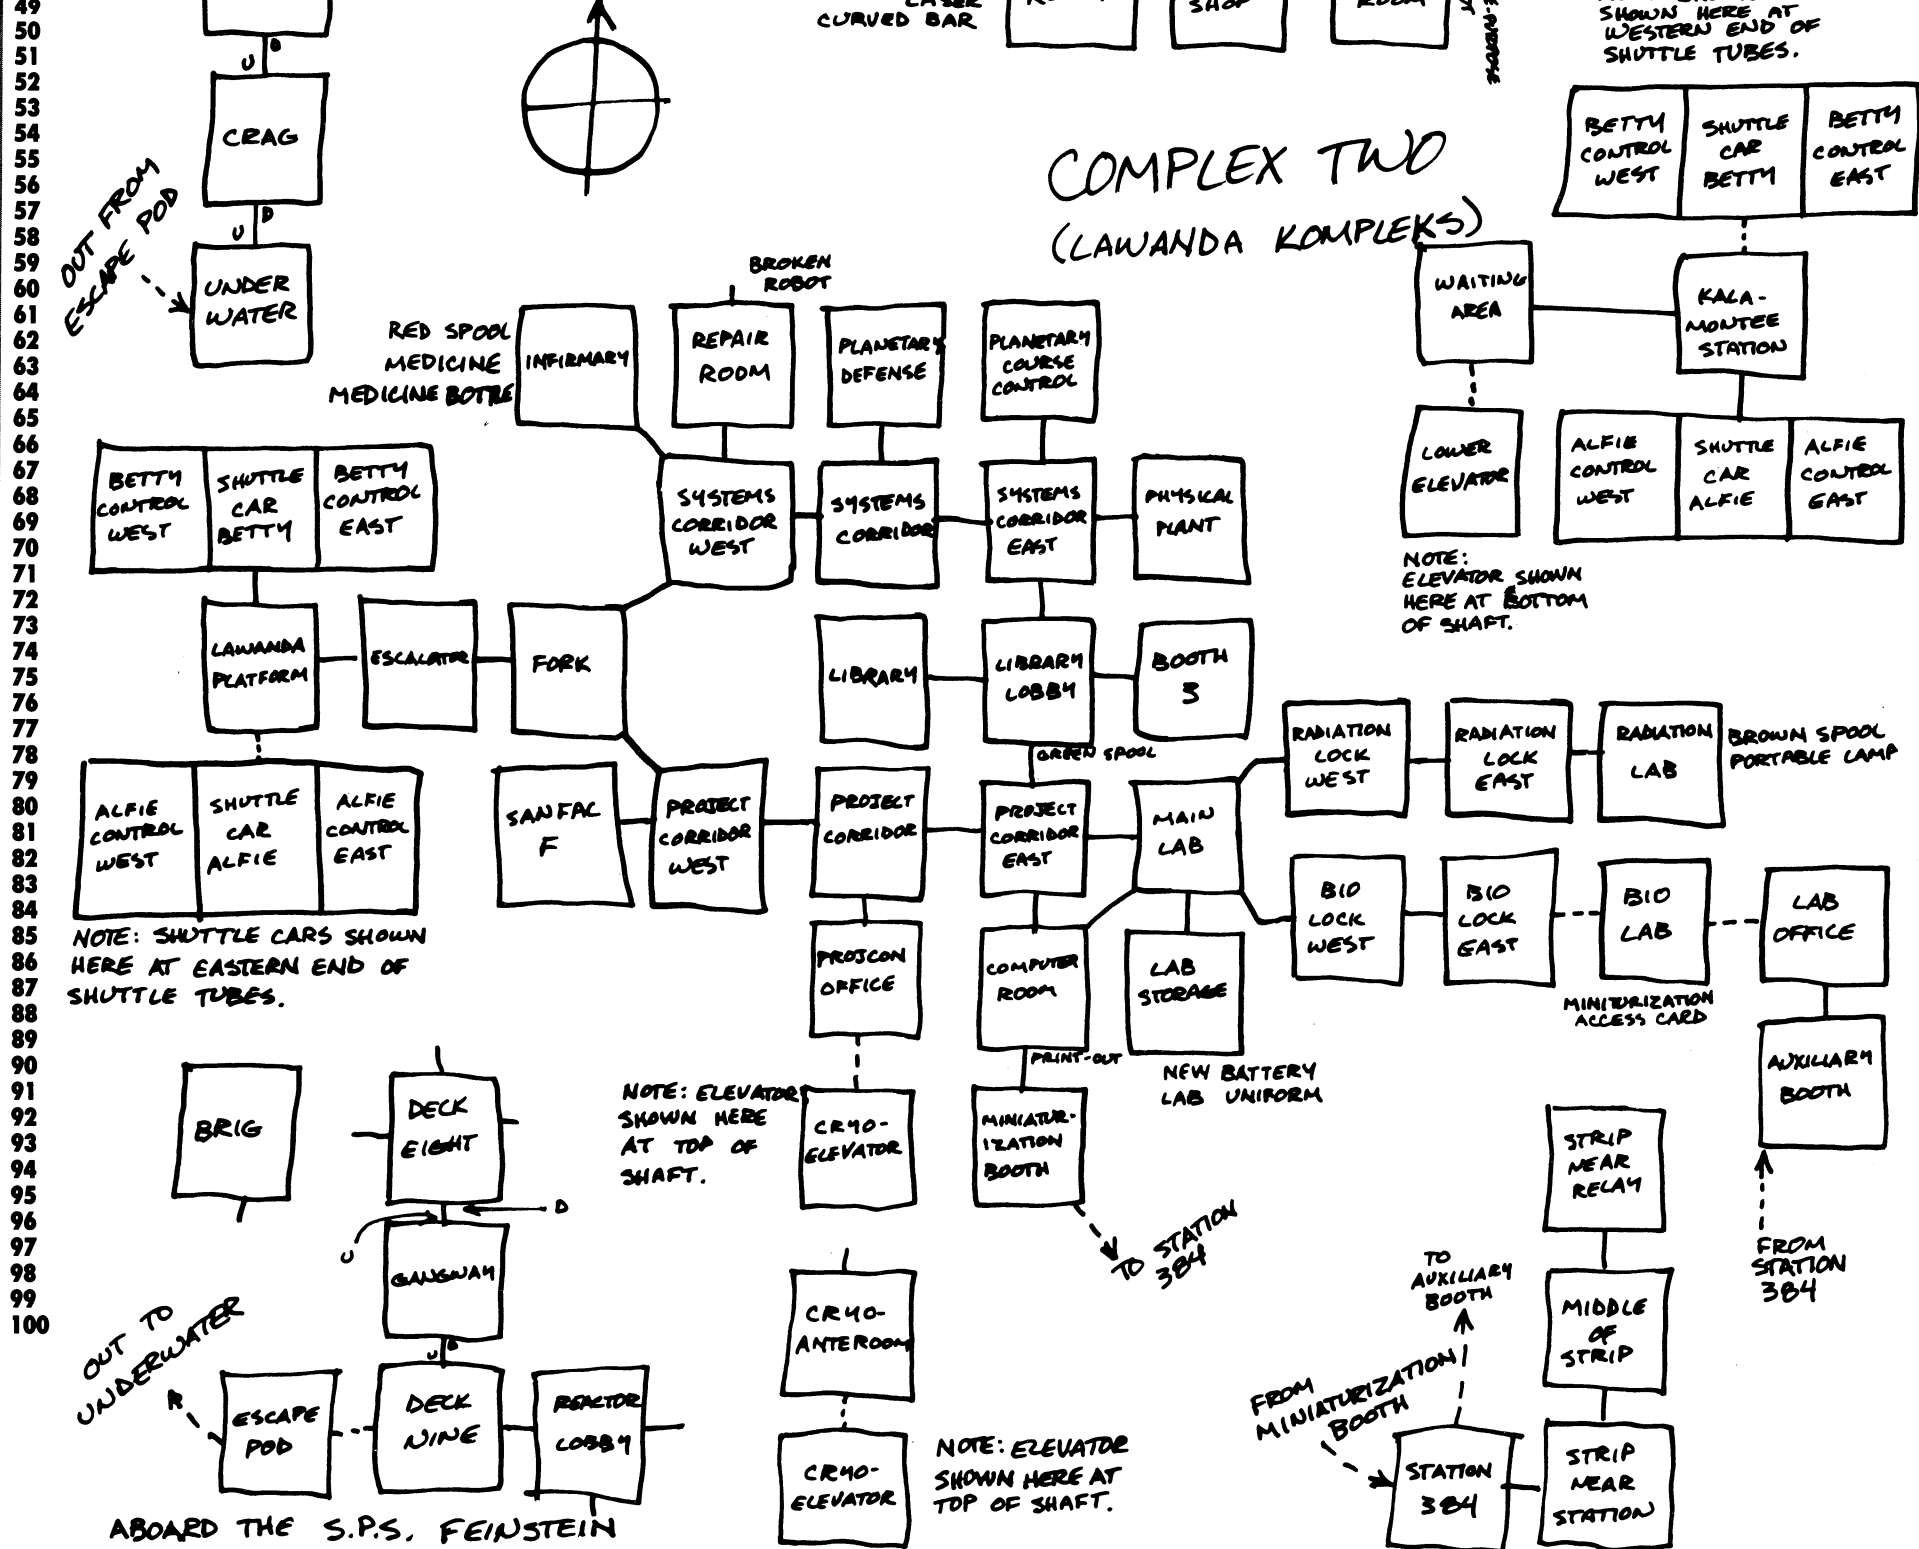 49
50
51
52
53
54
55
56
57
58
59
60
61
62
63
64
65
66
67
68
69
70
71
72
73
74
75
76
77
78
79
80
81
82
83
84
85
86
87
88
89
90
91
92
93
94
95
96
97
98
99
100
CURVED BAR
SHOP
SHOWN HERE AT
WESTERN END OF
SHUTTLE TUBES.
D
U
CRAG
D
U
OUT FROM
ESCAPE POD
UNDER
WATER
COMPLEX TWO
(LAWANDA KOMPLEKS)
BETTY
CONTROL
WEST
SHUTTLE
CAR
BETTY
BETTY
CONTROL
EAST
WAITING
AREA
KALA-
MONTEE
STATION
LOWER
ELEVATOR
ALFIE
CONTROL
WEST
SHUTTLE
CAR
ALFIE
ALFIE
CONTROL
EAST
NOTE:
ELEVATOR SHOWN
HERE AT BOTTOM
OF SHAFT.
BROKEN
ROBOT
RED SPOOL
MEDICINE
MEDICINE BOTTLE
INFIRMARY
REPAIR
ROOM
PLANETARY
DEFENSE
PLANETARY
COURSE
CONTROL
BETTY
CONTROL
WEST
SHUTTLE
CAR
BETTY
BETTY
CONTROL
EAST
SYSTEMS
CORRIDOR
WEST
SYSTEMS
CORRIDOR
SYSTEMS
CORRIDOR
EAST
PHYSICAL
PLANT
LAWANDA
PLATFORM
ESCALATOR
FORK
LIBRARY
LIBRARY
LOBBY
BOOTH
3
GREEN SPOOL
RADIATION
LOCK
WEST
RADIATION
LOCK
EAST
RADIATION
LAB
BROWN SPOOL
PORTABLE LAMP
ALFIE
CONTROL
WEST
SHUTTLE
CAR
ALFIE
ALFIE
CONTROL
EAST
SANFAC
F
PROJECT
CORRIDOR
WEST
PROJECT
CORRIDOR
PROJECT
CORRIDOR
EAST
MAIN
LAB
BIO
LOCK
WEST
BIO
LOCK
EAST
BIO
LAB
LAB
OFFICE
NOTE: SHUTTLE CARS SHOWN
HERE AT EASTERN END OF
SHUTTLE TUBES.
PROJCON
OFFICE
COMPUTER
ROOM
LAB
STORAGE
MINITURIZATION
ACCESS CARD
AUXILIARY
BOOTH
PRINT-OUT
NEW BATTERY
LAB UNIFORM
BRIG
DECK
EIGHT
NOTE: ELEVATOR
SHOWN HERE
AT TOP OF
SHAFT.
CRYO-
ELEVATOR
MINIATUR-
IZATION
BOOTH
STRIP
NEAR
RELAY
D
U
GANGWAY
TO STATION
384
FROM
STATION
384
TO
AUXILIARY
BOOTH
CRYO-
ANTEROOM
MIDDLE
OF
STRIP
OUT TO
UNDERWATER
U
D
ESCAPE
POD
DECK
NINE
REACTOR
LOBBY
FROM
MINIATURIZATION
BOOTH
CRYO-
ELEVATOR
NOTE: ELEVATOR
SHOWN HERE AT
TOP OF SHAFT.
STATION
384
STRIP
NEAR
STATION
ABOARD THE S.P.S. FEINSTEIN